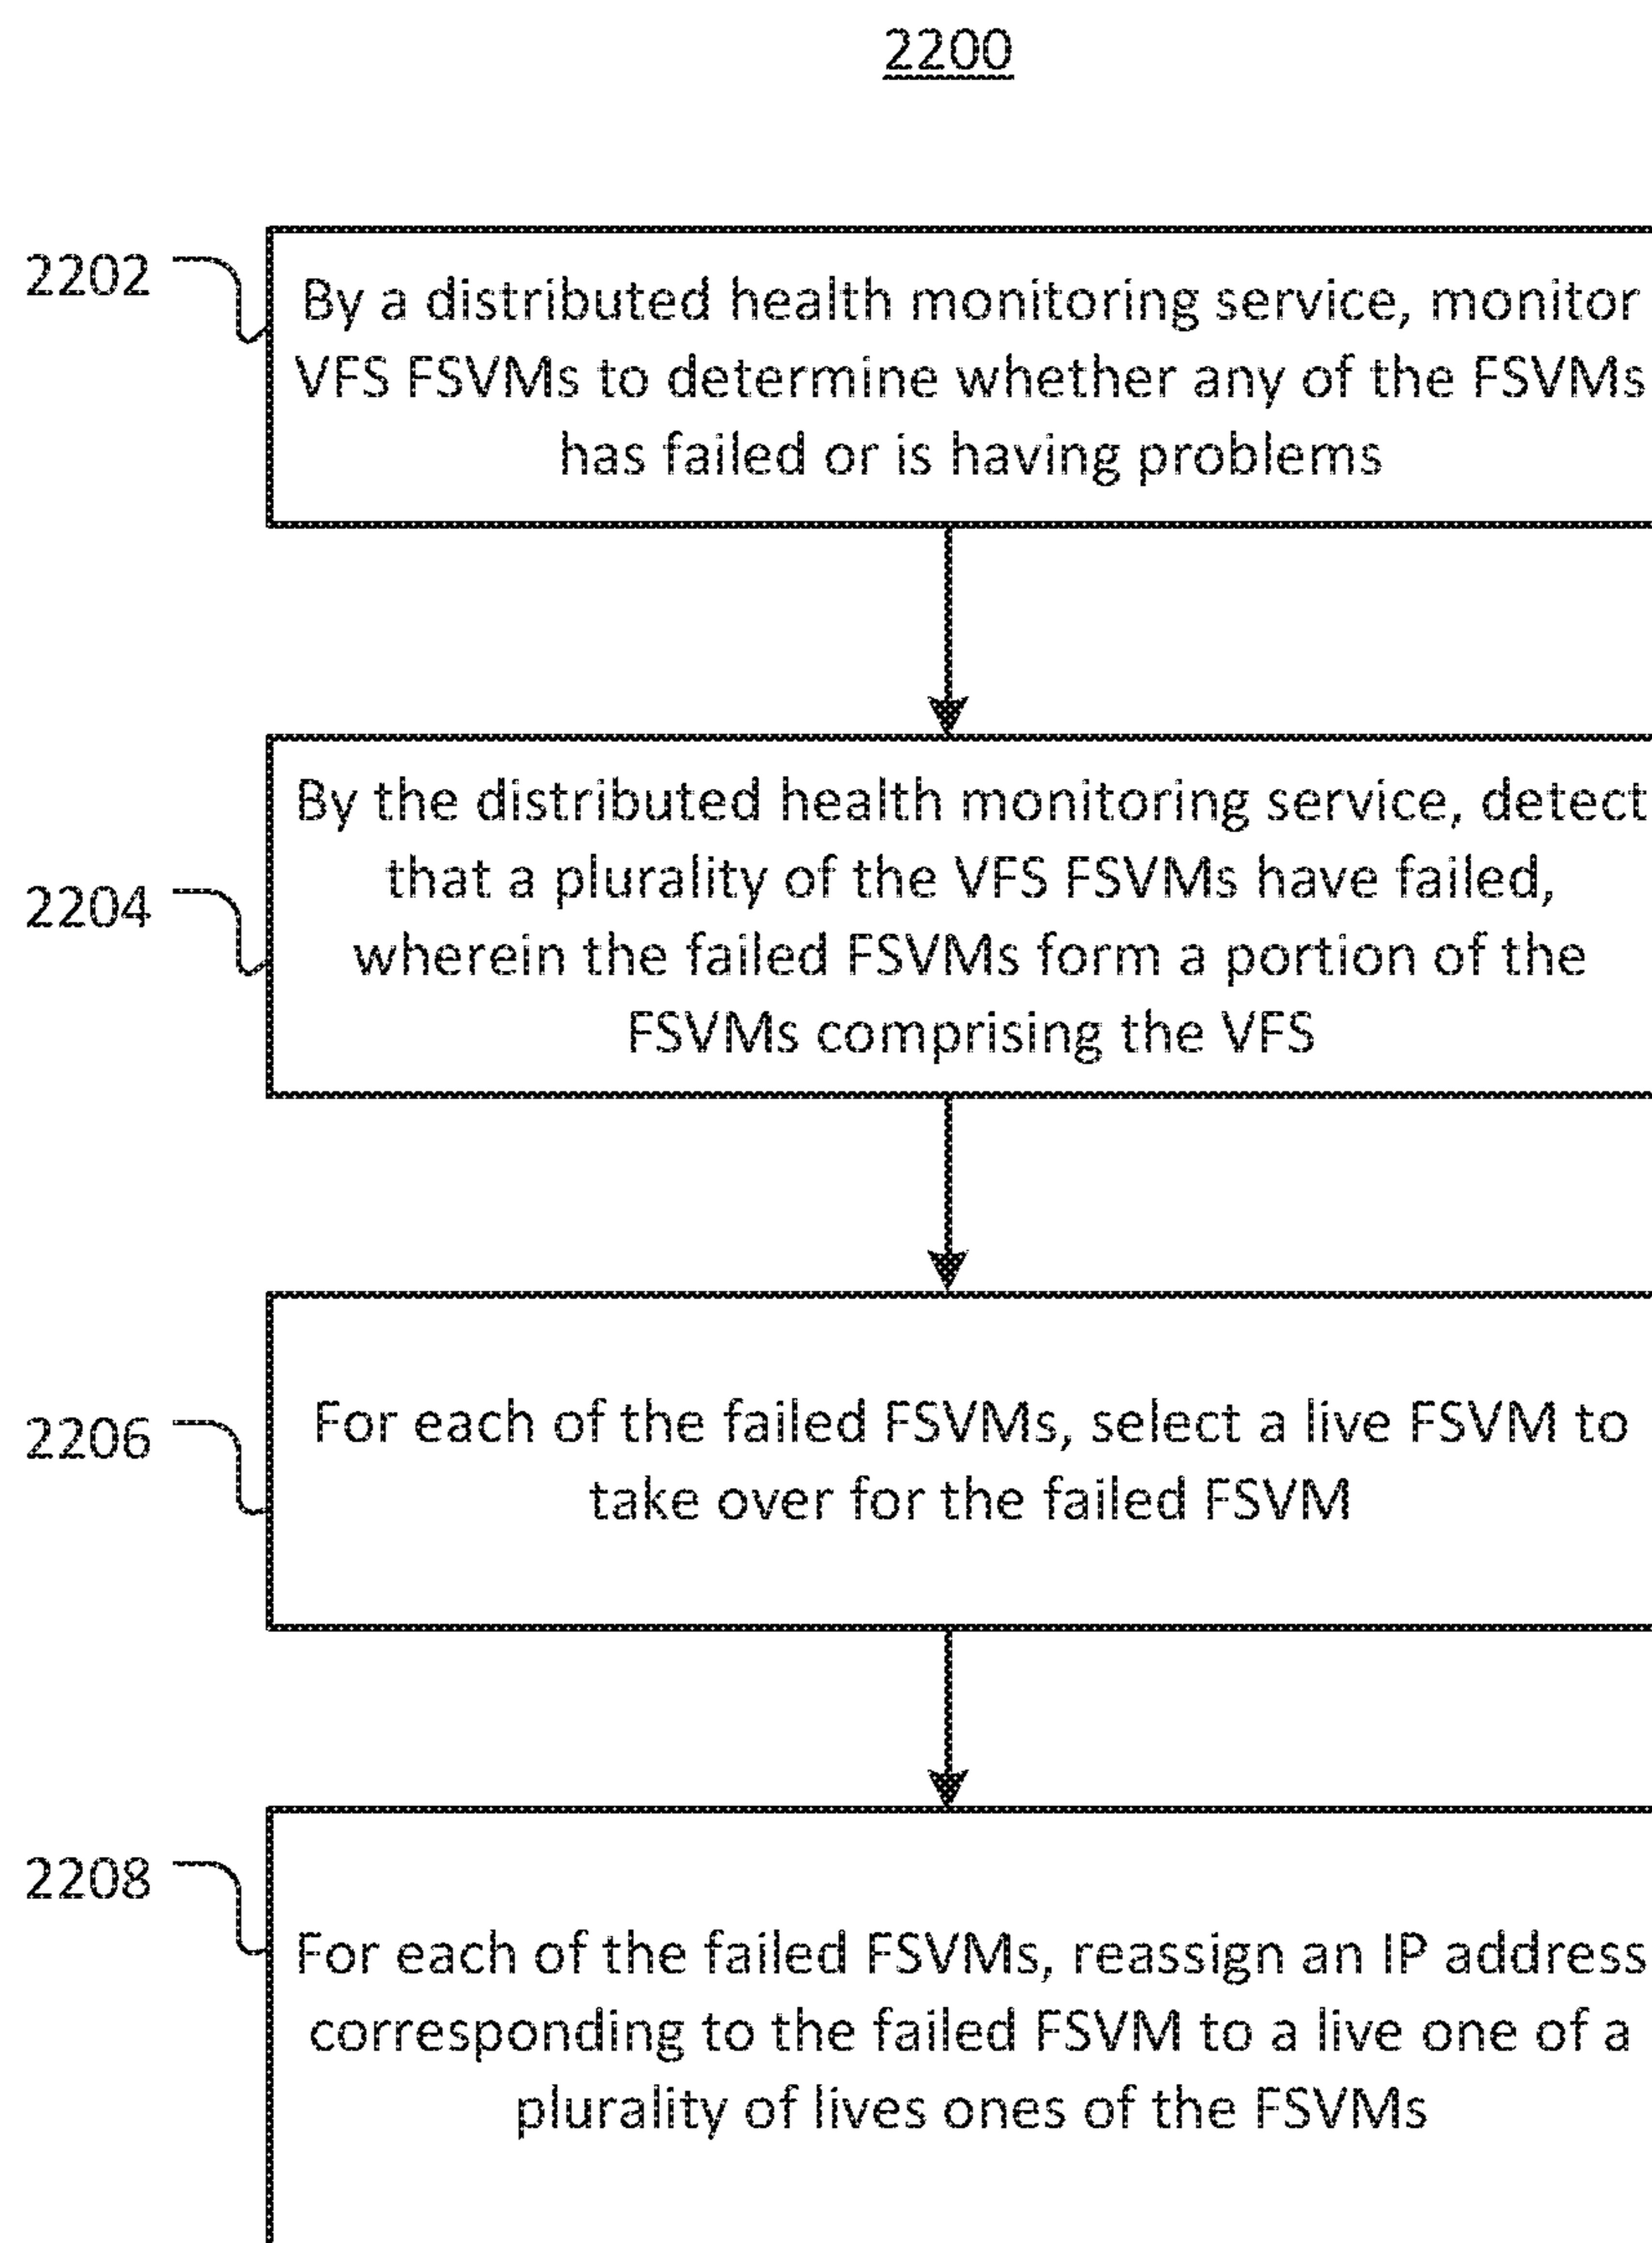 2200
2202
By a distributed health monitoring service, monitor
VFS FSVMs to determine whether any of the FSVMs
has failed or is having problems
2204
By the distributed health monitoring service, detect
that a plurality of the VFS FSVMs have failed,
wherein the failed FSVMs form a portion of the
FSVMs comprising the VFS
2206
For each of the failed FSVMs, select a live FSVM to
take over for the failed FSVM
2208
For each of the failed FSVMs, reassign an IP address
corresponding to the failed FSVM to a live one of a
plurality of lives ones of the FSVMs